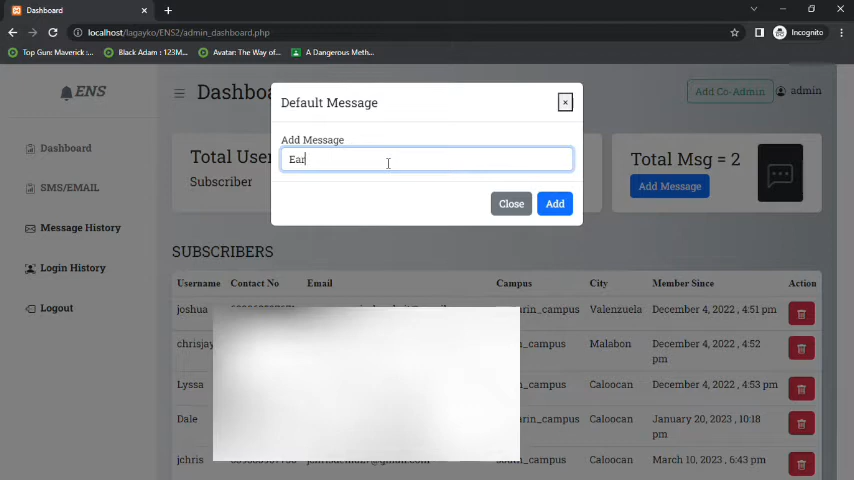 Dashboard
localhost/lagayko/ENS2/admin_dashboard.php
Incognito
Top Gun: Maverick :...
Black Adam : 123M...
Avatar: The Way of...
A Dangerous Meth...
ENS
Dashboard
SMS/EMAIL
Message History
Login History
Logout
Dashboa
Add Co-Admin
admin
Default Message
×
Add Message
Ear
Close
Add
Total User
Subscriber
Total Msg = 2
Add Message
SUBSCRIBERS
Username Contact No Email Campus City Member Since Action
joshua Valenzuela December 4, 2022 , 4:51 pm
chrisjay Malabon December 4, 2022 , 4:52 pm
Lyssa Caloocan December 4, 2022 , 4:53 pm
Dale Caloocan January 20, 2023 , 10:18 pm
jchris Caloocan March 10, 2023 , 6:43 pm